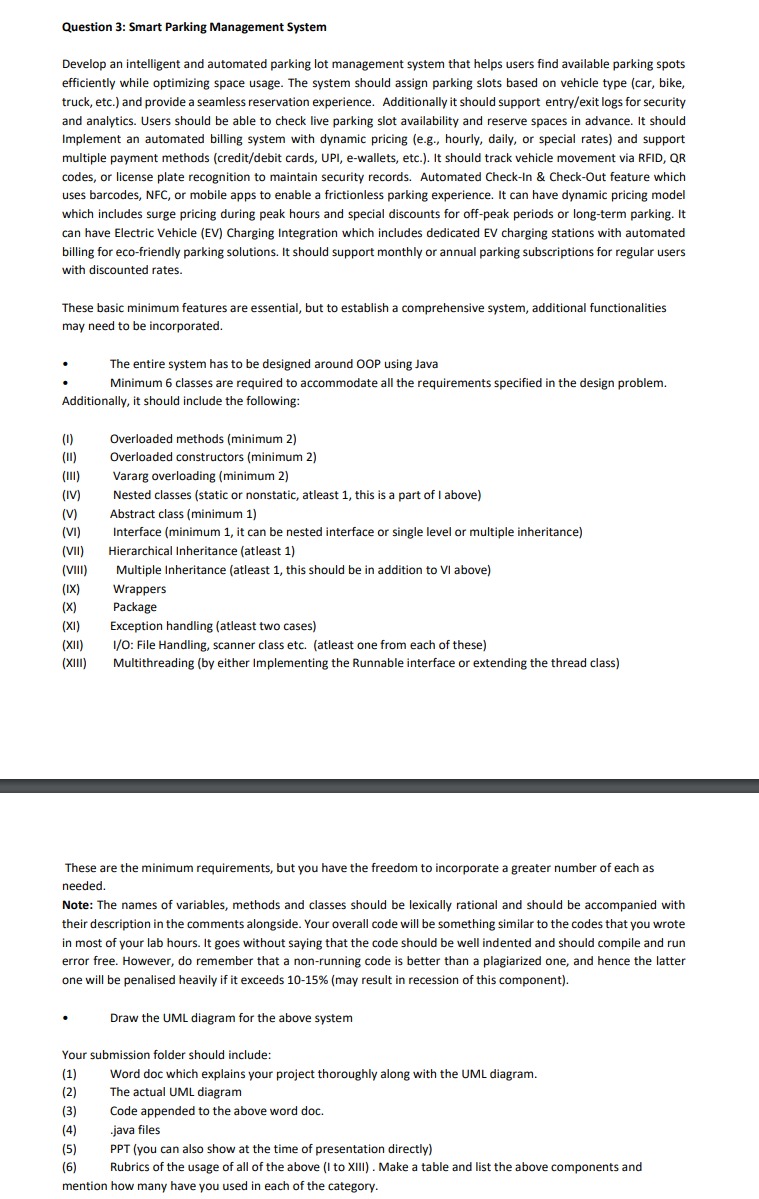 Question 3: Smart Parking Management System
Develop an intelligent and automated parking lot management system that helps users find available parking spots
efficiently while optimizing space usage. The system should assign parking slots based on vehicle type (car, bike,
truck, etc.) and provide a seamless reservation experience. Additionally it should support entry/exit logs for security
and analytics. Users should be able to check live parking slot availability and reserve spaces in advance. It should
Implement an automated billing system with dynamic pricing (e.g., hourly, daily, or special rates) and support
multiple payment methods (credit/debit cards, UPI, e-wallets, etc.). It should track vehicle movement via RFID, QR
codes, or license plate recognition to maintain security records. Automated Check-In & Check-Out feature which
uses barcodes, NFC, or mobile apps to enable a frictionless parking experience. It can have dynamic pricing model
which includes surge pricing during peak hours and special discounts for off-peak periods or long-term parking. It
can have Electric Vehicle (EV) Charging Integration which includes dedicated EV charging stations with automated
billing for eco-friendly parking solutions. It should support monthly or annual parking subscriptions for regular users
with discounted rates.
These basic minimum features are essential, but to establish a comprehensive system, additional functionalities
may need to be incorporated.
• The entire system has to be designed around OOP using Java
• Minimum 6 classes are required to accommodate all the requirements specified in the design problem.
Additionally, it should include the following:
(I) Overloaded methods (minimum 2)
(II) Overloaded constructors (minimum 2)
(III) Vararg overloading (minimum 2)
(IV) Nested classes (static or nonstatic, atleast 1, this is a part of I above)
(V) Abstract class (minimum 1)
(VI) Interface (minimum 1, it can be nested interface or single level or multiple inheritance)
(VII) Hierarchical Inheritance (atleast 1)
(VIII) Multiple Inheritance (atleast 1, this should be in addition to VI above)
(IX) Wrappers
(X) Package
(XI) Exception handling (atleast two cases)
(XII) I/O: File Handling, scanner class etc. (atleast one from each of these)
(XIII) Multithreading (by either Implementing the Runnable interface or extending the thread class)
These are the minimum requirements, but you have the freedom to incorporate a greater number of each as
needed.
Note: The names of variables, methods and classes should be lexically rational and should be accompanied with
their description in the comments alongside. Your overall code will be something similar to the codes that you wrote
in most of your lab hours. It goes without saying that the code should be well indented and should compile and run
error free. However, do remember that a non-running code is better than a plagiarized one, and hence the latter
one will be penalised heavily if it exceeds 10-15% (may result in recession of this component).
• Draw the UML diagram for the above system
Your submission folder should include:
(1) Word doc which explains your project thoroughly along with the UML diagram.
(2) The actual UML diagram
(3) Code appended to the above word doc.
(4) .java files
(5) PPT (you can also show at the time of presentation directly)
(6) Rubrics of the usage of all of the above (I to XIII) . Make a table and list the above components and
mention how many have you used in each of the category.